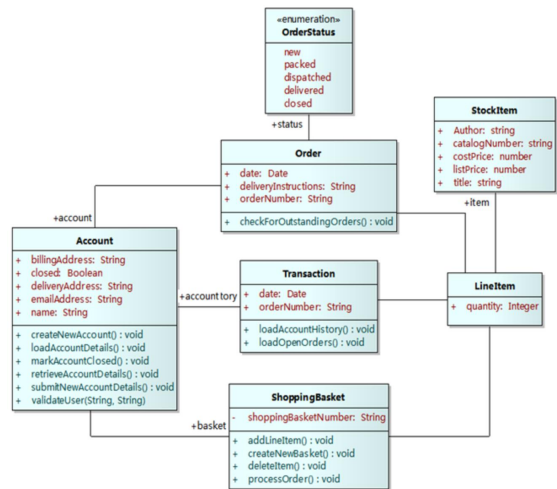 «enumeration»
OrderStatus
new
packed
dispatched
delivered
closed
+status
StockItem
+ Author: string
+ catalogNumber: string
+ costPrice: number
+ listPrice: number
+ title: string
+item
Order
+ date: Date
+ deliveryInstructions: String
+ orderNumber: String
+ checkForOutstandingOrders() : void
+account
Account
+ billingAddress: String
+ closed: Boolean
+ deliveryAddress: String
+ emailAddress: String
+ name: String
+ createNewAccount() : void
+ loadAccountDetails() : void
+ markAccountClosed() : void
+ retrieveAccountDetails() : void
+ submitNewAccountDetails() : void
+ validateUser(String, String)
+account tory
Transaction
+ date: Date
+ orderNumber: String
+ loadAccountHistory() : void
+ loadOpenOrders() : void
LineItem
+ quantity: Integer
+basket
ShoppingBasket
- shoppingBasketNumber: String
+ addLineItem() : void
+ createNewBasket() : void
+ deleteItem() : void
+ processOrder() : void